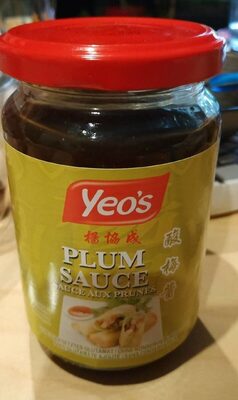 Yeo's
楊協成
PLUM
SAUCE
SAUCE AUX PRUNES
酸梅醬